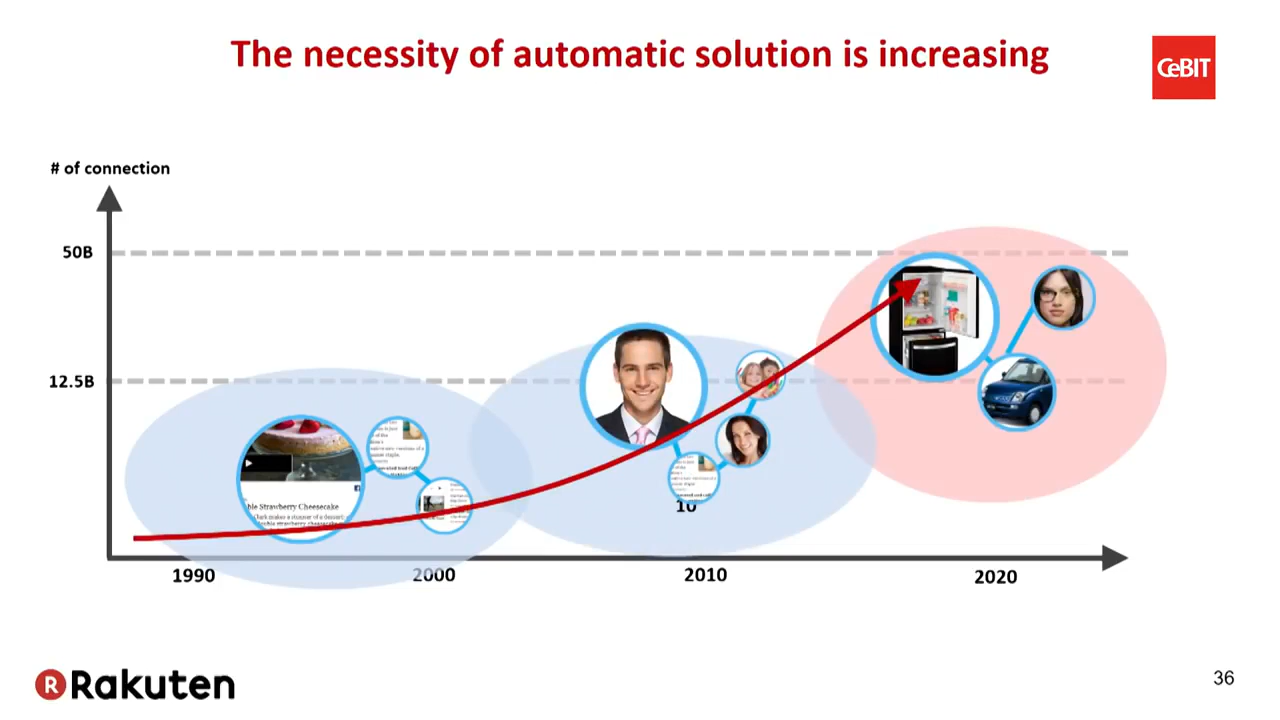 The necessity of automatic solution is increasing
CeBIT
# of connection
50B
12.5B
ble Strawberry Cheesecake
10
1990
2000
2010
2020
Rakuten
36